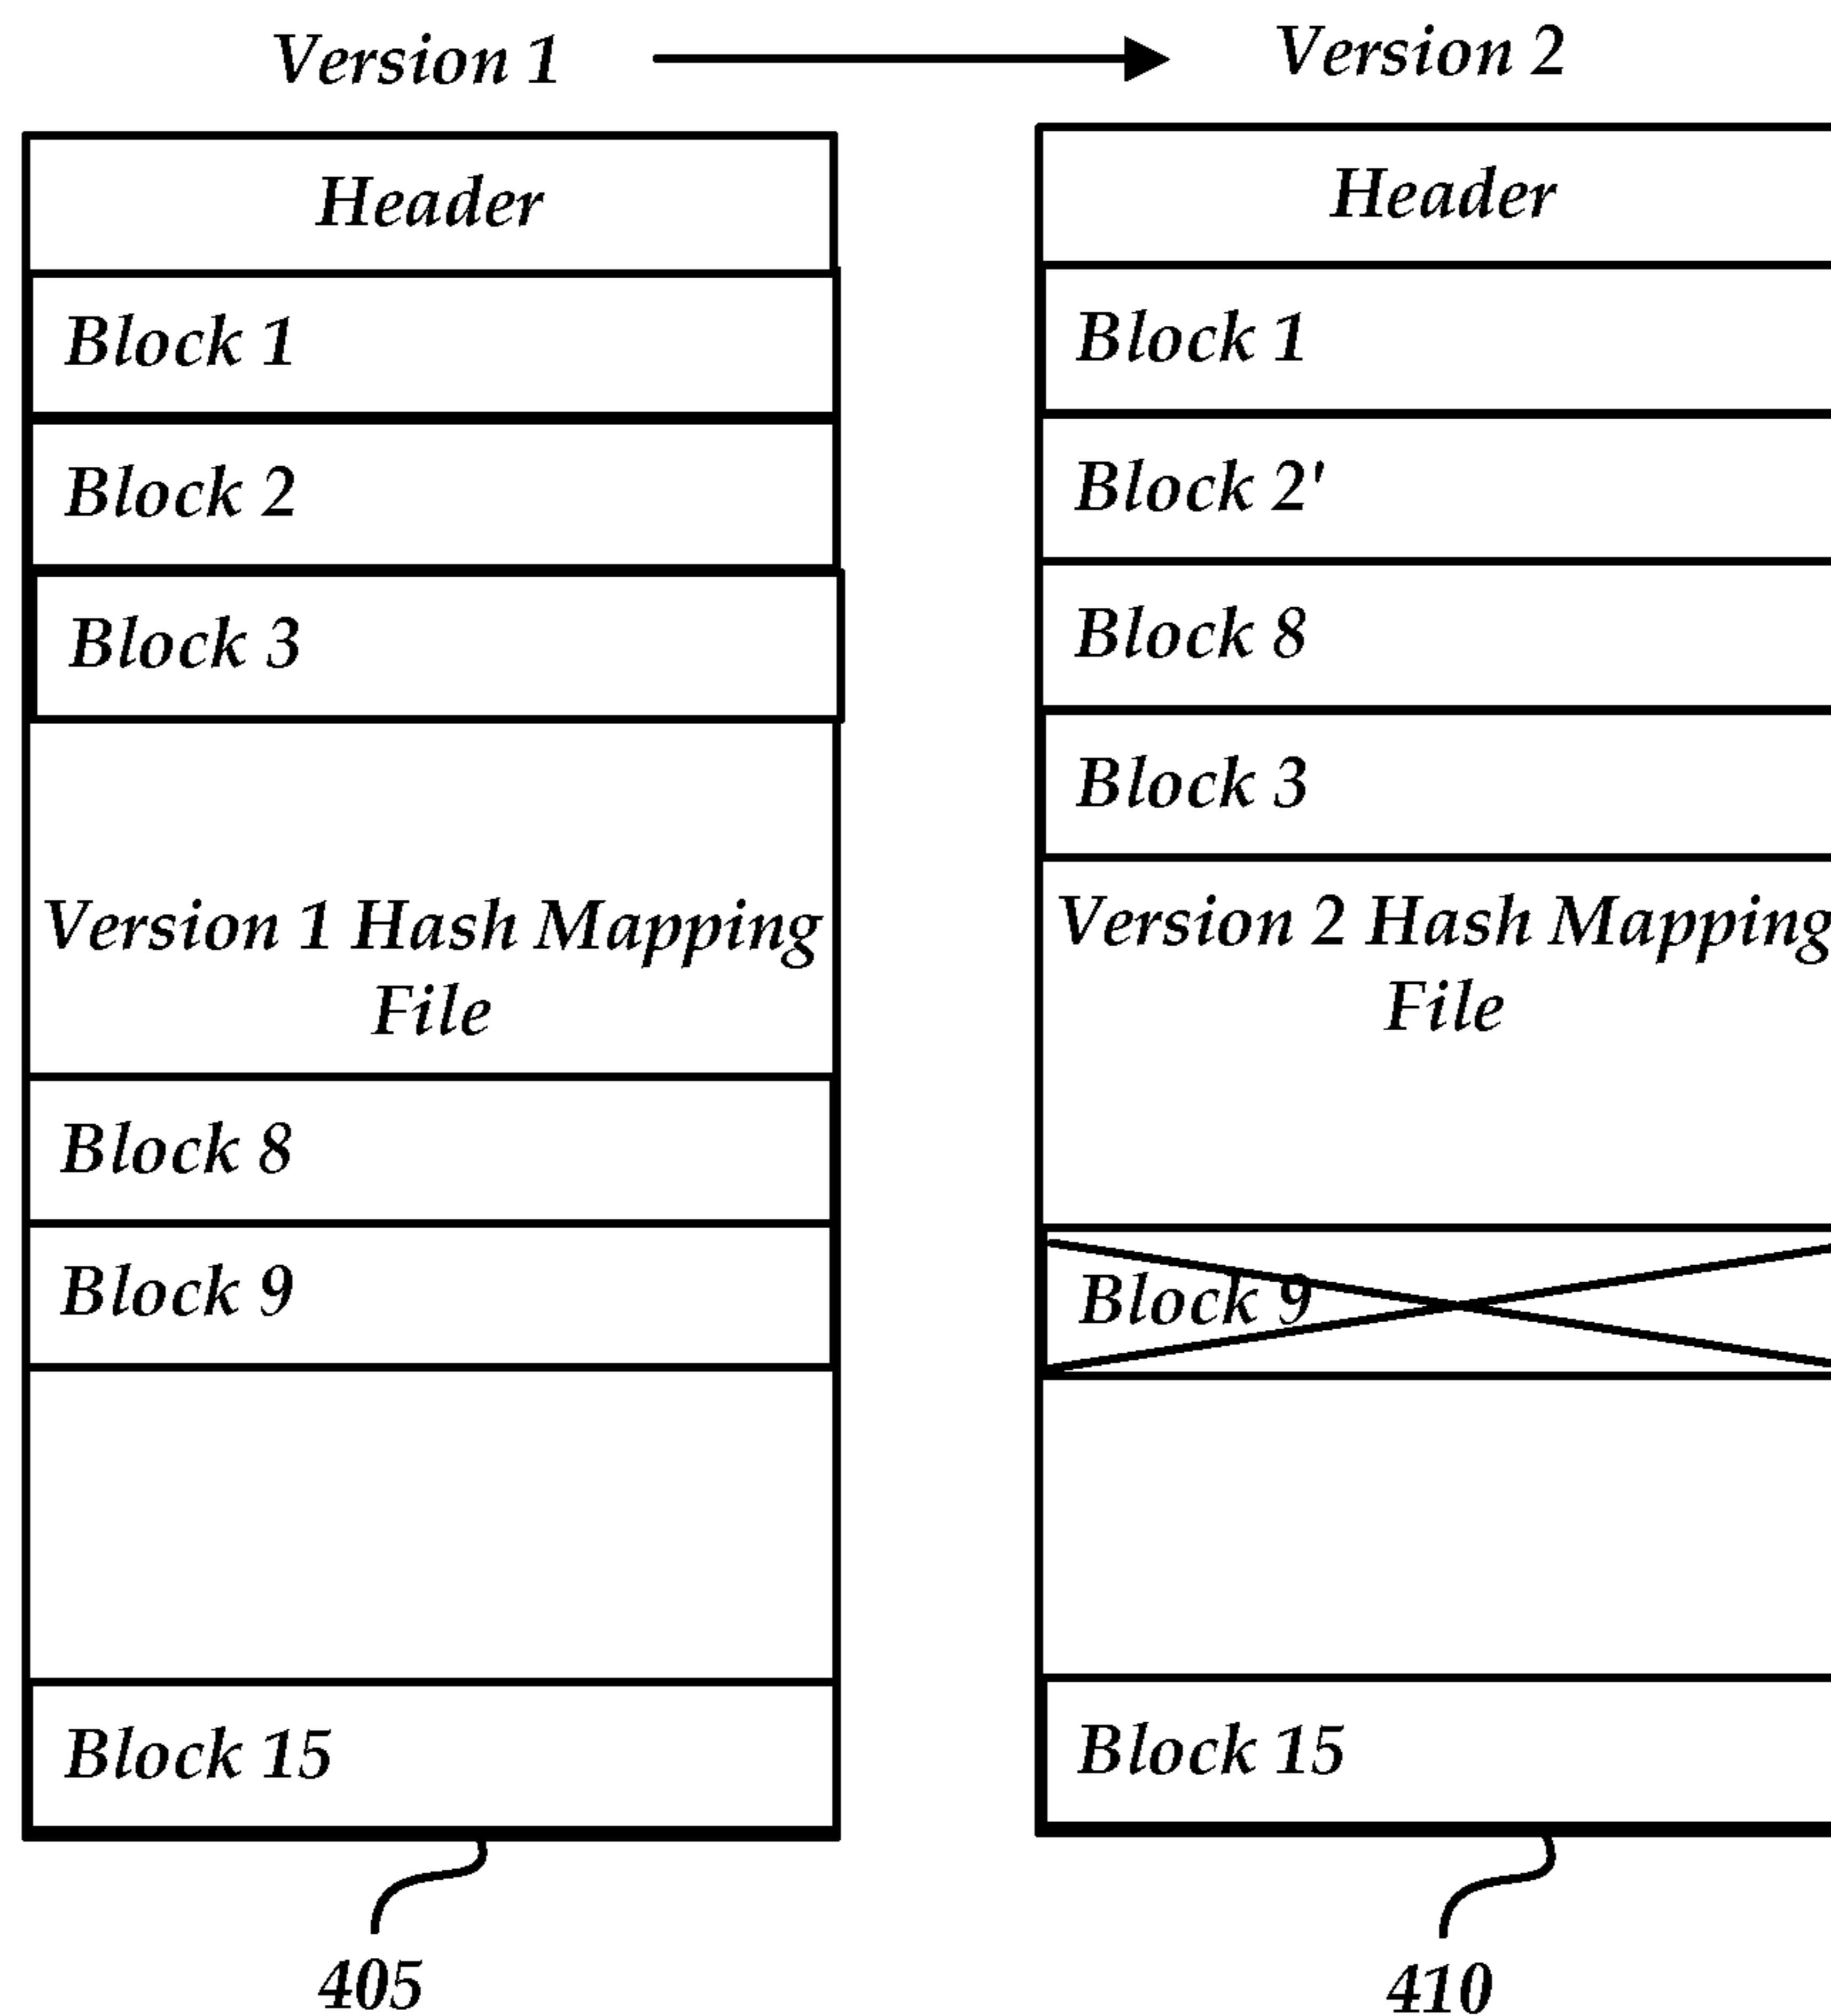 Version 1
Version 2
Header
Block 1
Block 2
Block 3
Version 1 Hash Mapping
File
Block 8
Block 9
Block 15
405
Header
Block 1
Block 2'
Block 8
Block 3
Version 2 Hash Mapping
File
Block 9
Block 15
410